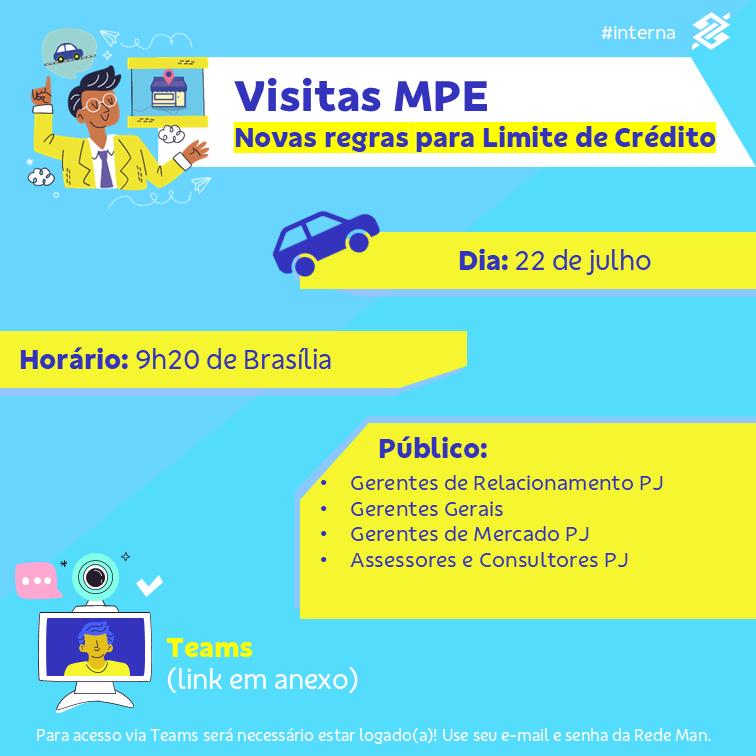 #interna
Visitas MPE
Novas regras para Limite de Crédito
Dia: 22 de julho
Horário: 9h20 de Brasília
Público:
• Gerentes de Relacionamento PJ
• Gerentes Gerais
• Gerentes de Mercado PJ
• Assessores e Consultores PJ
Teams
(link em anexo)
Para acesso via Teams será necessário estar logado(a)! Use seu e-mail e senha da Rede Man.